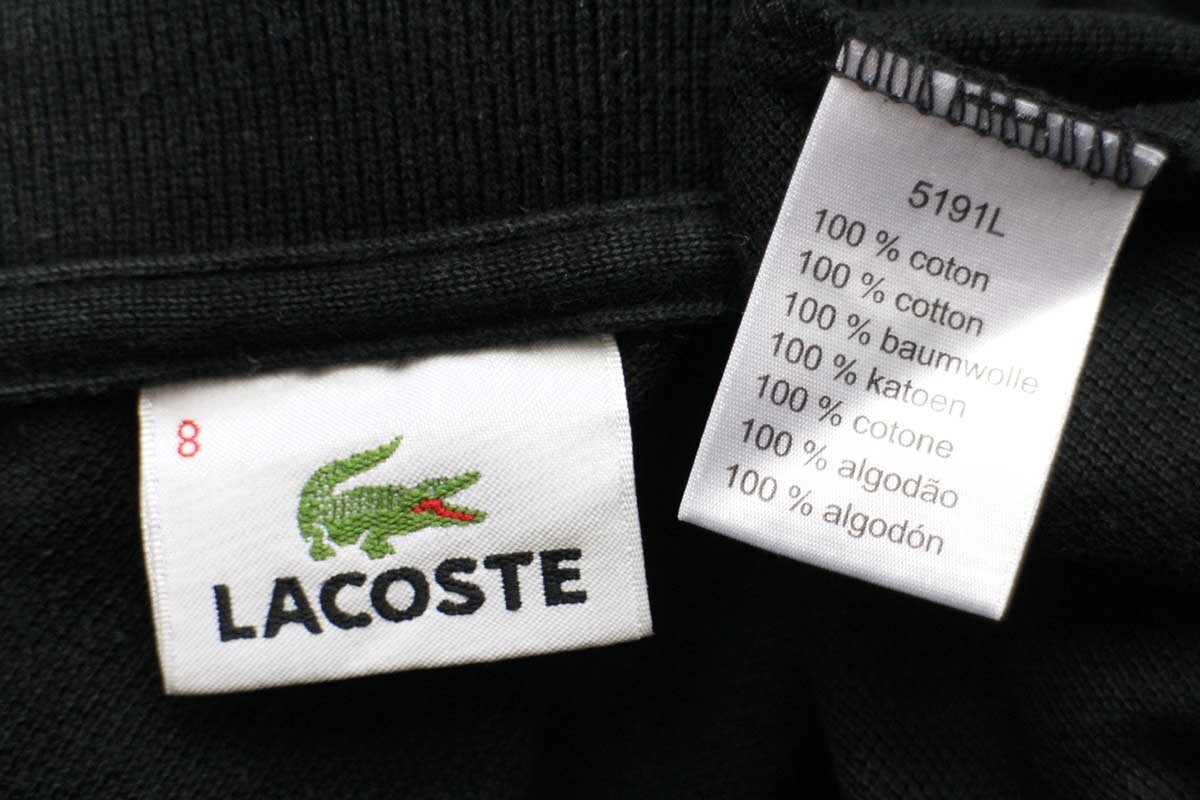 8
LACOSTE
5191L
100 % coton
100 % cotton
100 % baumwolle
100 % katoen
100 % cotone
100 % algodão
100 % algodón